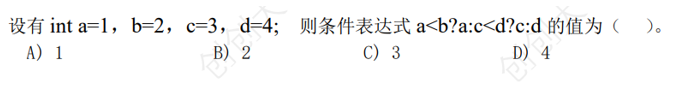 设有 int a=1，b=2，c=3，d=4; 则条件表达式 a<b?a:c<d?c:d 的值为（ ）。
A) 1 B) 2 C) 3 D) 4